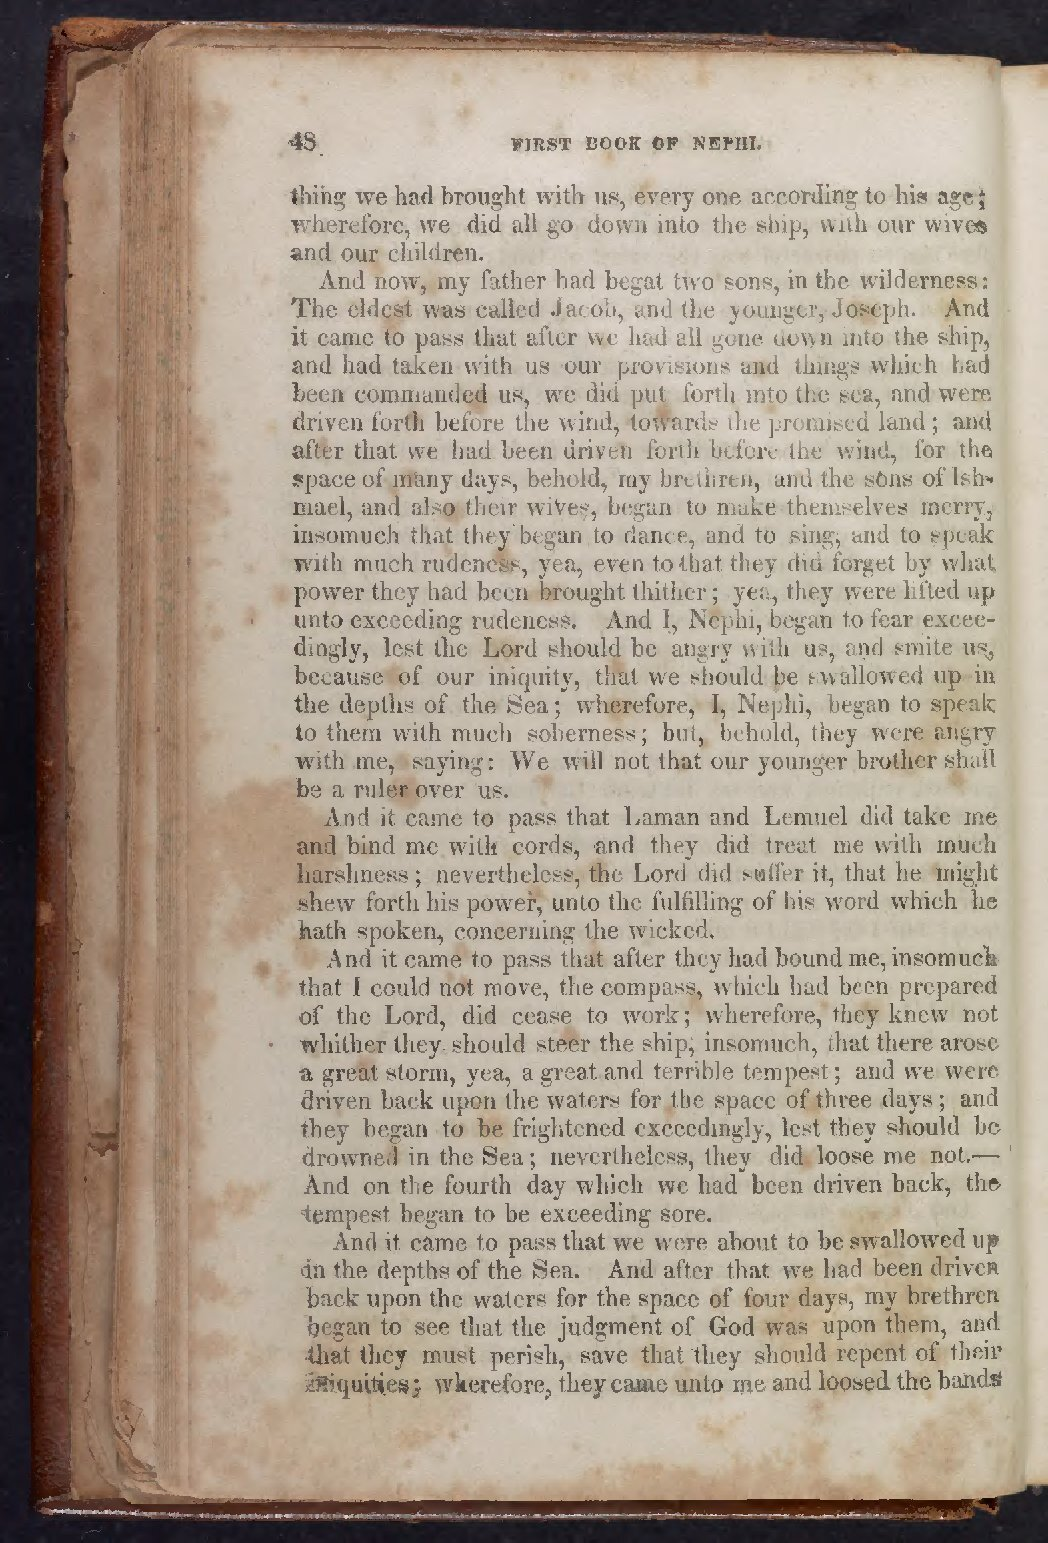 48 FIRST BOOK OF NEPHI.
thing we had brought with us, every one according to his age;
wherefore, we did all go down into the ship, with our wives
and our children.
And now, my father had begat two sons, in the wilderness:
The eldest was called Jacob, and the younger, Joseph. And
it came to pass that after we had all gone down into the ship,
and had taken with us our provisions and things which had
been commanded us, we did put forth into the sea, and were
driven forth before the wind, towards the promised land; and
after that we had been driven forth before the wind, for the
space of many days, behold, my brethren, and the sons of Ish-
mael, and also their wives, began to make themselves merry,
insomuch that they began to dance, and to sing, and to speak
with much rudeness, yea, even to that they did forget by what
power they had been brought thither; yea, they were lifted up
unto exceeding rudeness. And I, Nephi, began to fear excee-
dingly, lest the Lord should be angry with us, and smite us,
because of our iniquity, that we should be swallowed up in
the depths of the Sea; wherefore, I, Nephi, began to speak
to them with much soberness; but, behold, they were angry
with me, saying: We will not that our younger brother shall
be a ruler over us.
And it came to pass that Laman and Lemuel did take me
and bind me with cords, and they did treat me with much
harshness; nevertheless, the Lord did suffer it, that he might
shew forth his power, unto the fulfilling of his word which he
hath spoken, concerning the wicked.
And it came to pass that after they had bound me, insomuch
that I could not move, the compass, which had been prepared
of the Lord, did cease to work; wherefore, they knew not
whither they should steer the ship, insomuch, that there arose
a great storm, yea, a great and terrible tempest; and we were
driven back upon the waters for the space of three days; and
they began to be frightened exceedingly, lest they should be
drowned in the Sea; nevertheless, they did loose me not.—
And on the fourth day which we had been driven back, the
tempest began to be exceeding sore.
And it came to pass that we were about to be swallowed up
in the depths of the Sea. And after that we had been driven
back upon the waters for the space of four days, my brethren
began to see that the judgment of God was upon them, and
that they must perish, save that they should repent of their
iniquities; wherefore, they came unto me and loosed the bands